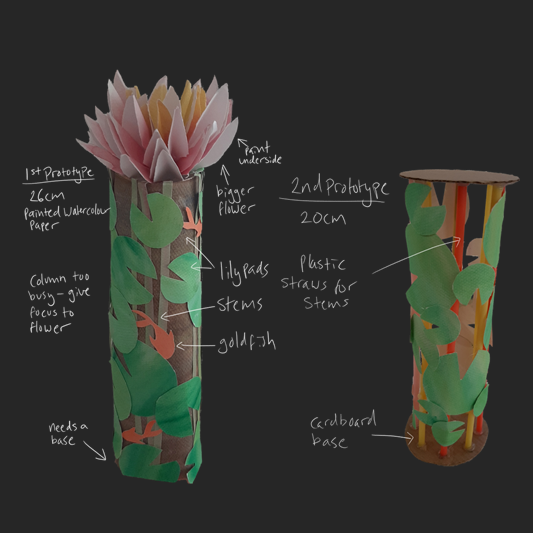 1st Prototype
26cm
Painted Watercolour
Paper
Column too
busy - give
focus to
flower
needs a
base
paint
underside
bigger
flower
lilypads
stems
goldfish
2nd Prototype
20cm
Plastic
straws for
Stems
cardboard
base